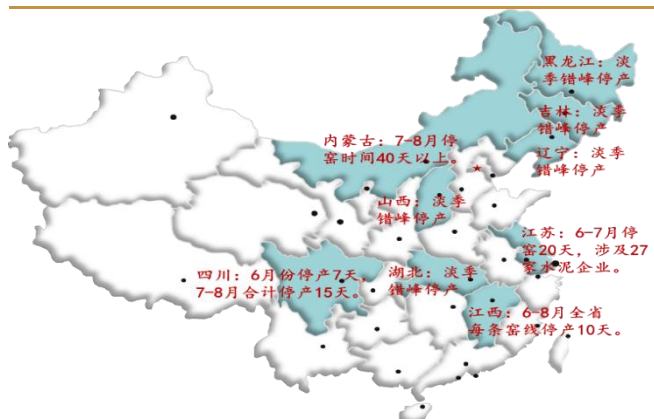 黑龙江：淡
季错峰停产
吉林：淡季
错峰停产
辽宁：淡季
错峰停产
内蒙古：7-8月停
窑时间40天以上。
山西：淡季
错峰停产
江苏：6-7月停
窑20天，涉及27
家水泥企业。
四川：6月份停产7天，
7-8月合计停产15天。
湖北：淡季
错峰停产
江西：6-8月全省
每条窑线停产10天。